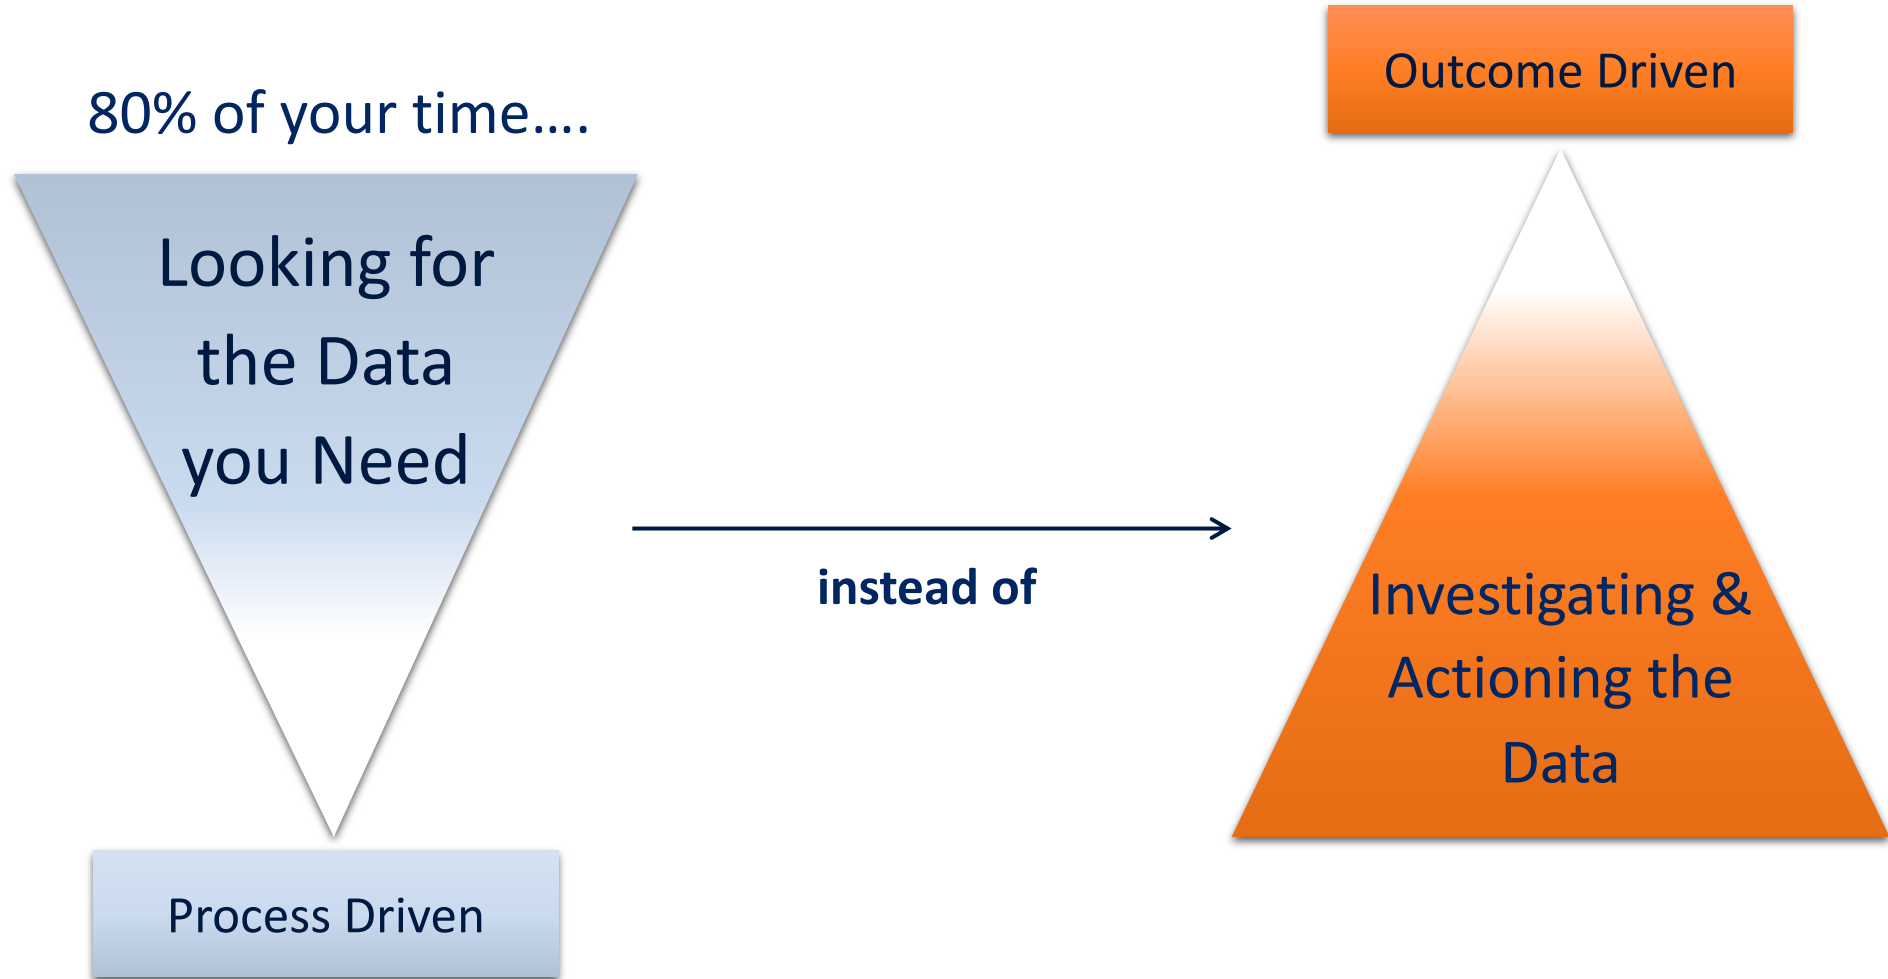 80% of your time....
Looking for
the Data
you Need
Process Driven
instead of
Outcome Driven
Investigating &
Actioning the
Data